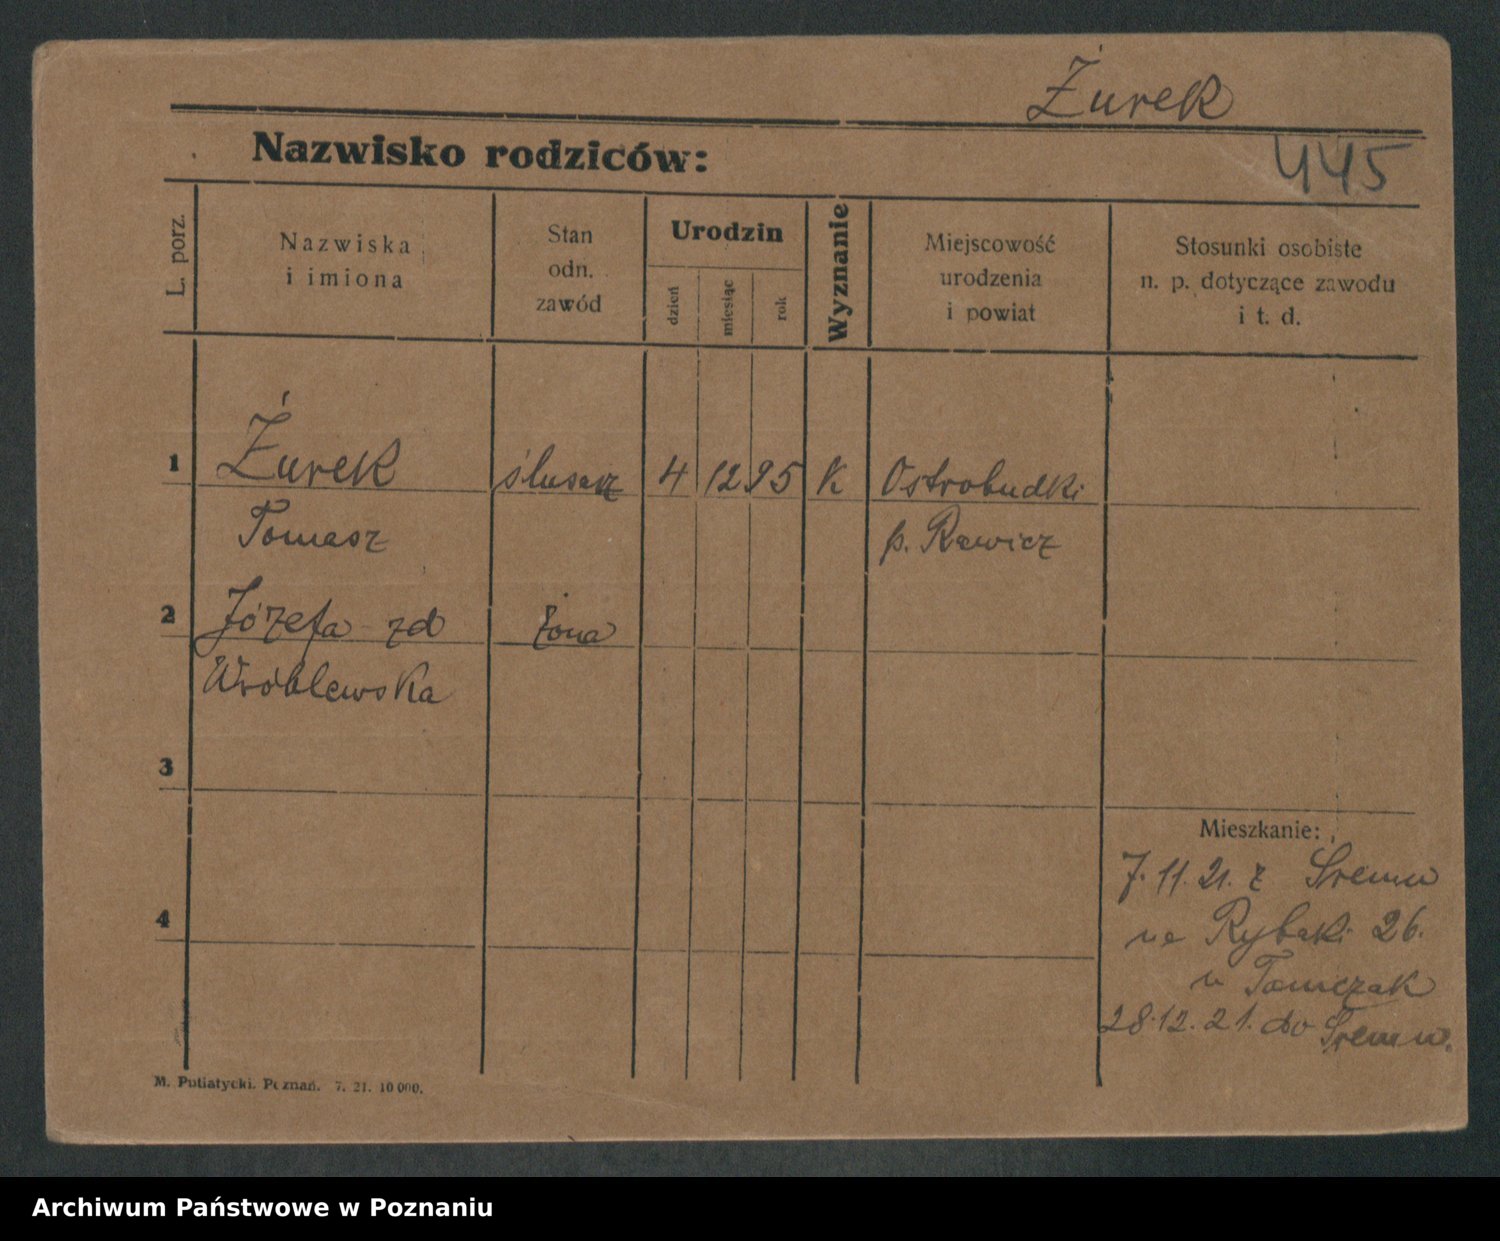 Żurek
445
Nazwisko rodziców:
L. porz.
Nazwiska
i imiona
Stan
odn.
zawód
Urodzin
dzień
miesiąc
rok
Wyznanie
Miejscowość
urodzenia
i powiat
Stosunki osobiste
n. p. dotyczące zawodu
i t. d.
1 Żurek ślusarz 4 12 95 K Ostrobudki
Tomasz p. Rawicz
2 Józefa zd żona
Wróblewska
3
Mieszkanie:
7. 11. 21. z Śremu
na Rybaki 26.
4
u Tomczak
28.12.21. do Śremu.
M. Putiatycki. Poznań. 7. 21. 10 000.
Archiwum Państwowe w Poznaniu